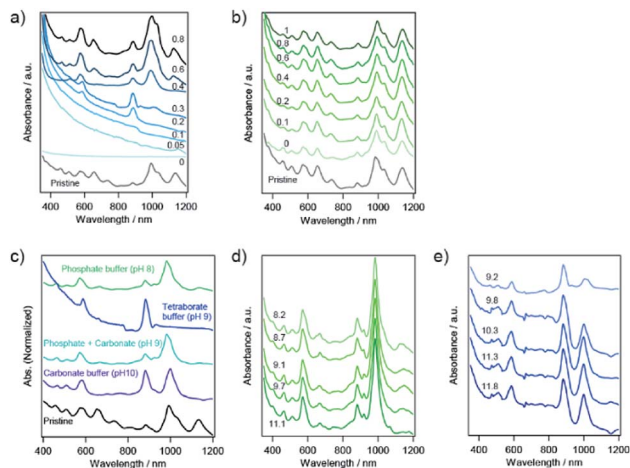 a)
0.8
0.6
0.4
0.3
0.2
0.1
0.05
0
Pristine
Absorbance / a.u.
400 600 800 1000 1200
Wavelength / nm
b)
1
0.8
0.6
0.4
0.2
0.1
0
Pristine
Absorbance / a.u.
400 600 800 1000 1200
Wavelength / nm
c)
Phosphate buffer (pH 8)
Tetraborate
buffer (pH 9)
Phosphate + Carbonate (pH 9)
Carbonate buffer (pH10)
Pristine
Abs. (Normalized)
400 600 800 1000 1200
Wavelength / nm
d)
8.2
8.7
9.1
9.7
11.1
Absorbance / a.u.
400 600 800 1000 1200
Wavelength / nm
e)
9.2
9.8
10.3
11.3
11.8
Absorbance / a.u.
400 600 800 1000 1200
Wavelength / nm